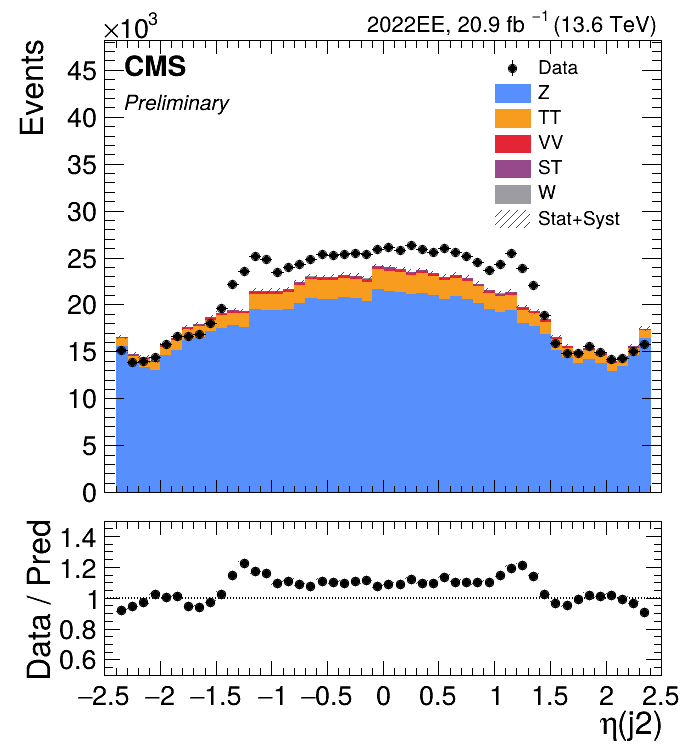 ×10³ 2022EE, 20.9 fb ⁻¹ (13.6 TeV)
CMS
Preliminary
Events
45
40
35
30
25
20
15
10
5
0
Data
Z
TT
VV
ST
W
Stat+Syst
Data / Pred
1.4
1.2
1
0.8
0.6
−2.5 −2 −1.5 −1 −0.5 0 0.5 1 1.5 2 2.5
η(j2)